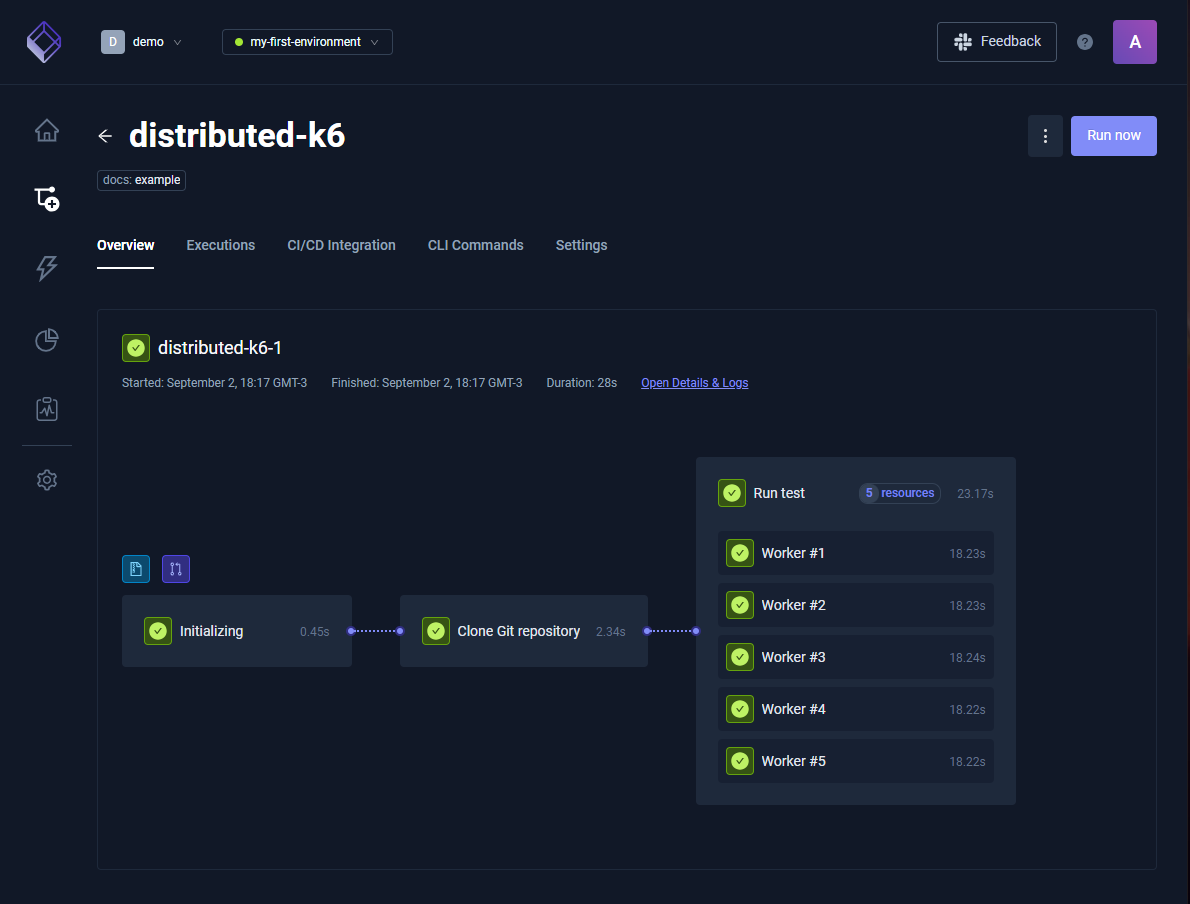 D demo my-first-environment Feedback ? A
distributed-k6 Run now
docs: example
Overview Executions CI/CD Integration CLI Commands Settings
distributed-k6-1
Started: September 2, 18:17 GMT-3 Finished: September 2, 18:17 GMT-3 Duration: 28s Open Details & Logs
Initializing 0.45s
Clone Git repository 2.34s
Run test 5 resources 23.17s
Worker #1 18.23s
Worker #2 18.23s
Worker #3 18.24s
Worker #4 18.22s
Worker #5 18.22s